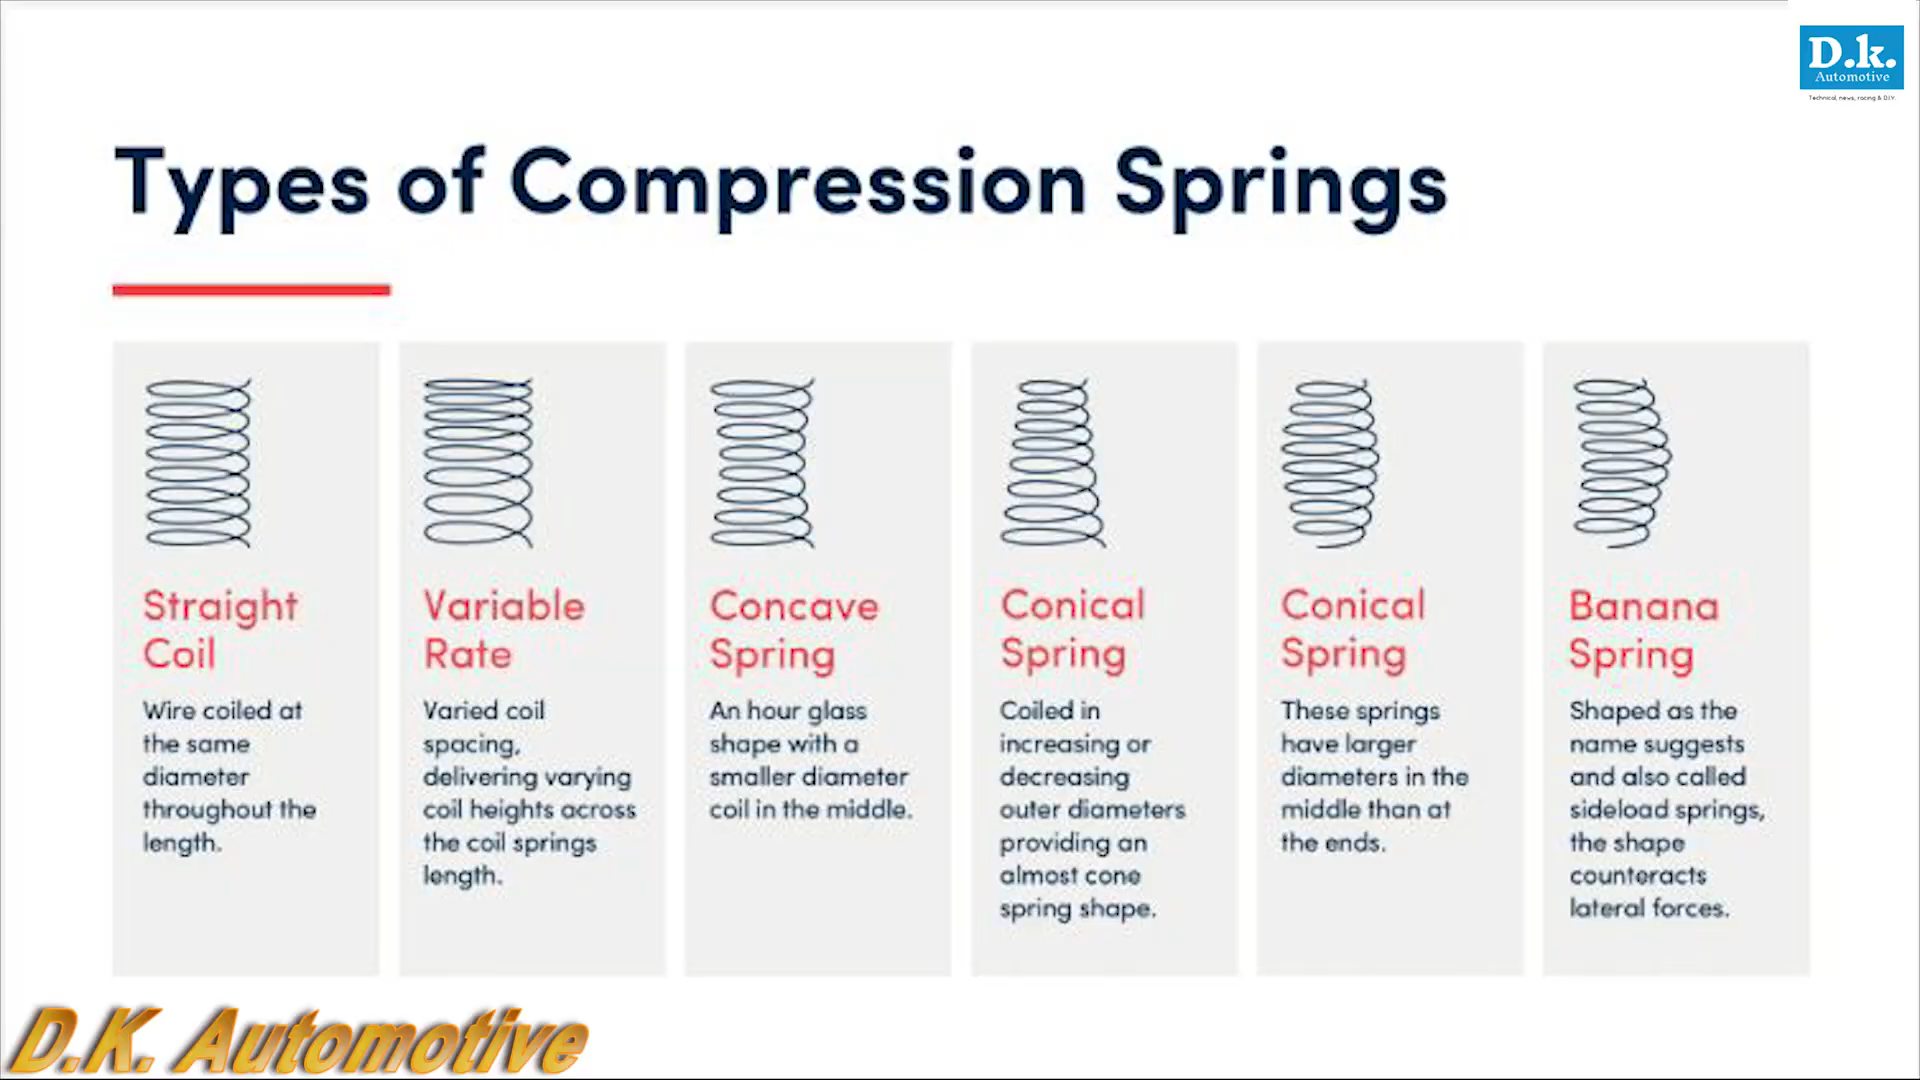 D.k.
Automotive
Technical, news, racing & D.I.Y.
Types of Compression Springs
Straight
Coil
Wire coiled at
the same
diameter
throughout the
length.
Variable
Rate
Varied coil
spacing,
delivering varying
coil heights across
the coil springs
length.
Concave
Spring
An hour glass
shape with a
smaller diameter
coil in the middle.
Conical
Spring
Coiled in
increasing or
decreasing
outer diameters
providing an
almost cone
spring shape.
Conical
Spring
These springs
have larger
diameters in the
middle than at
the ends.
Banana
Spring
Shaped as the
name suggests
and also called
sideload springs,
the shape
counteracts
lateral forces.
D.K. Automotive